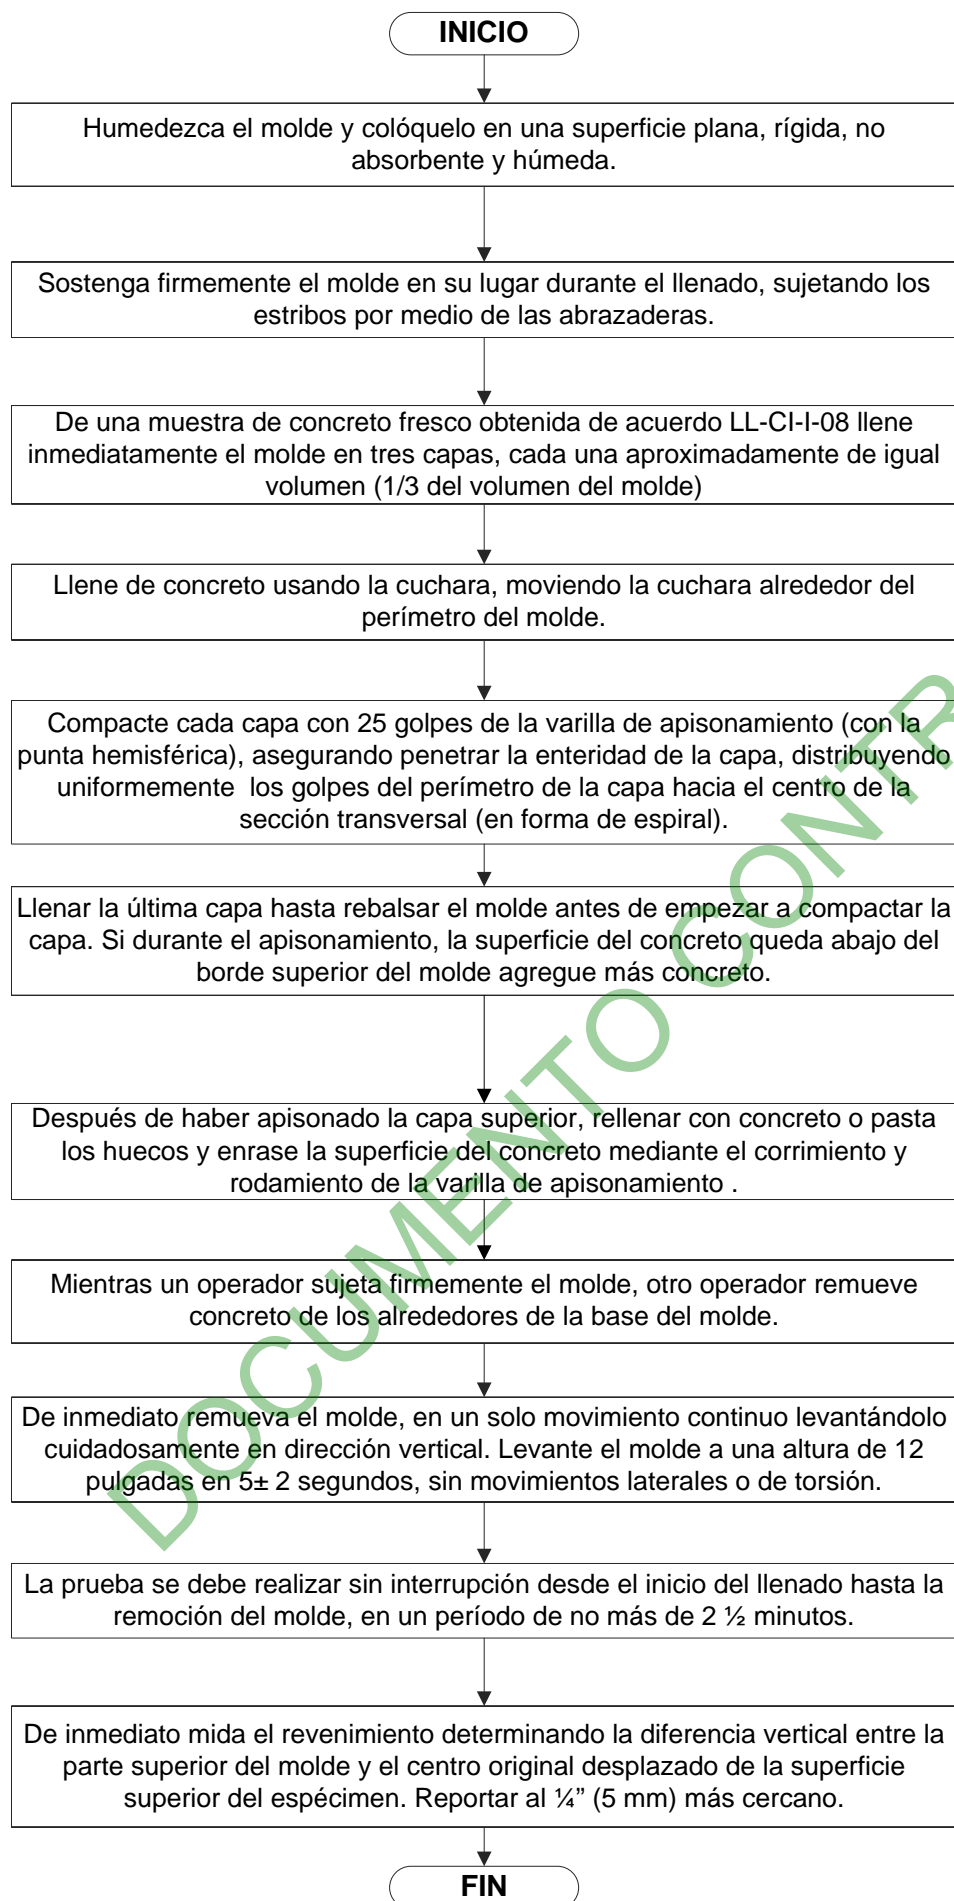 INICIO
Humedezca el molde y colóquelo en una superficie plana, rígida, no
absorbente y húmeda.
Sostenga firmemente el molde en su lugar durante el llenado, sujetando los
estribos por medio de las abrazaderas.
De una muestra de concreto fresco obtenida de acuerdo LL-CI-I-08 llene
inmediatamente el molde en tres capas, cada una aproximadamente de igual
volumen (1/3 del volumen del molde)
Llene de concreto usando la cuchara, moviendo la cuchara alrededor del
perímetro del molde.
Compacte cada capa con 25 golpes de la varilla de apisonamiento (con la
punta hemisférica), asegurando penetrar la enteridad de la capa, distribuyendo
uniformemente los golpes del perímetro de la capa hacia el centro de la
sección transversal (en forma de espiral).
Llenar la última capa hasta rebalsar el molde antes de empezar a compactar la
capa. Si durante el apisonamiento, la superficie del concreto queda abajo del
borde superior del molde agregue más concreto.
Después de haber apisonado la capa superior, rellenar con concreto o pasta
los huecos y enrase la superficie del concreto mediante el corrimiento y
rodamiento de la varilla de apisonamiento .
Mientras un operador sujeta firmemente el molde, otro operador remueve
concreto de los alrededores de la base del molde.
De inmediato remueva el molde, en un solo movimiento continuo levantándolo
cuidadosamente en dirección vertical. Levante el molde a una altura de 12
pulgadas en 5± 2 segundos, sin movimientos laterales o de torsión.
La prueba se debe realizar sin interrupción desde el inicio del llenado hasta la
remoción del molde, en un período de no más de 2 ½ minutos.
De inmediato mida el revenimiento determinando la diferencia vertical entre la
parte superior del molde y el centro original desplazado de la superficie
superior del espécimen. Reportar al ¼” (5 mm) más cercano.
FIN
DOCUMENTO CONTR